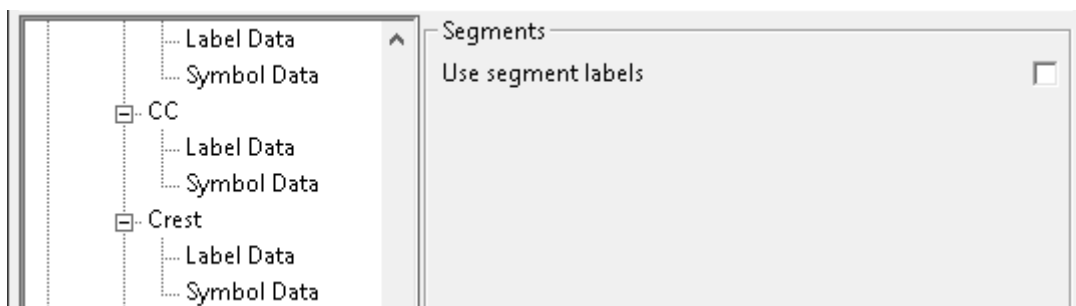 Label Data
Symbol Data
CC
Label Data
Symbol Data
Crest
Label Data
Symbol Data
Segments
Use segment labels